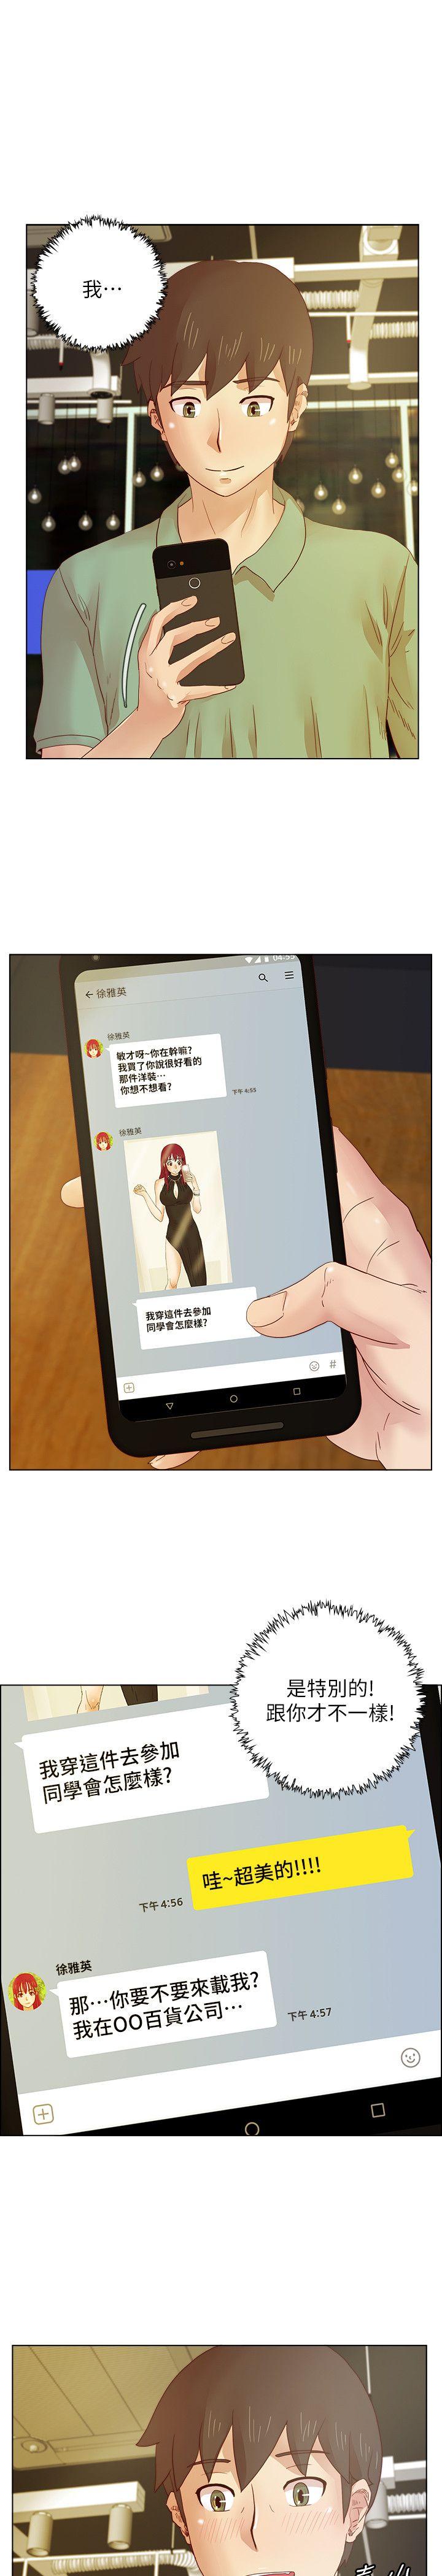 我…
04:55
徐雅英
徐雅英
敏才呀~你在幹嘛?
我買了你說很好看的
那件洋裝…
你想不想看?
下午 4:55
徐雅英
我穿這件去參加
同學會怎麼樣?
#
是特別的!
跟你才不一樣!
我穿這件去參加
同學會怎麼樣?
哇~超美的!!!!
下午 4:56
徐雅英
那…你要不要來載我?
我在OO百貨公司…
下午 4:57